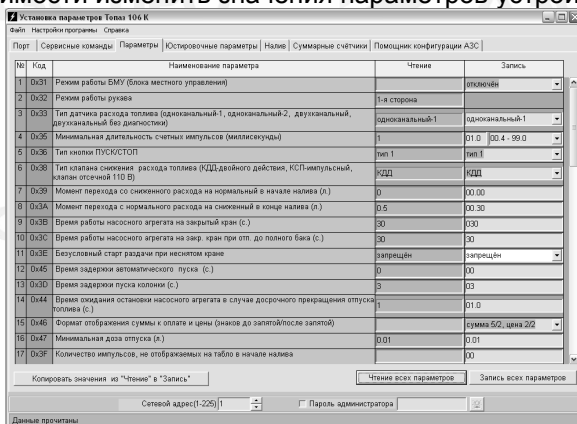 имости изменить значения параметров устрой
Установка параметров Топаз 106 К
Файл Настройки программы Справка
Порт Сервисные команды Параметры Юстировочные параметры Налив Суммарные счётчики Помощник конфигурации АЗС
№ Код Наименование параметра Чтение Запись
1 0x31 Режим работы БМУ (блока местного управления) отключён
2 0x32 Режим работы рукава 1-я сторона
3 0x33 Тип датчика расхода топлива (одноканальный-1, одноканальный-2, двухканальный, двухканальный без диагностики) одноканальный-1 одноканальный-1
4 0x35 Минимальная длительность счетных импульсов (миллисекунды) 1 01.0 00.4 - 99.0
5 0x36 Тип кнопки ПУСК/СТОП тип 1 тип 1
6 0x38 Тип клапана снижения расхода топлива (КДД-двойного действия, КСП-импульсный, клапан отсечной 110 В) КДД КДД
7 0x39 Момент перехода со сниженного расхода на нормальный в начале налива (л.) 0 00.00
8 0x3A Момент перехода с нормального расхода на сниженный в конце налива (л.) 0.5 00.30
9 0x3B Время работы насосного агрегата на закрытый кран (с.) 30 030
10 0x3C Время работы насосного агрегата на закр. кран при отп. до полного бака (с.) 30 30
11 0x3E Безусловный старт раздачи при неснятом кране запрещён запрещён
12 0x45 Время задержки автоматического пуска (с.) 0 00
13 0x3D Время задержки пуска колонки (с.) 3 03
14 0x44 Время ожидания остановки насосного агрегата в случае досрочного прекращения отпуска топлива (с.) 1 01.0
15 0x46 Формат отображения суммы к оплате и цены (знаков до запятой/после запятой) сумма 5/2, цена 2/2
16 0x47 Минимальная доза отпуска (л.) 0.01 0.01
17 0x3F Количество импульсов, не отображаемых на табло в начале налива 00
Копировать значения из "Чтение" в "Запись" Чтение всех параметров Запись всех параметров
Сетевой адрес(1-225) 1 Пароль администратора
Данные прочитаны